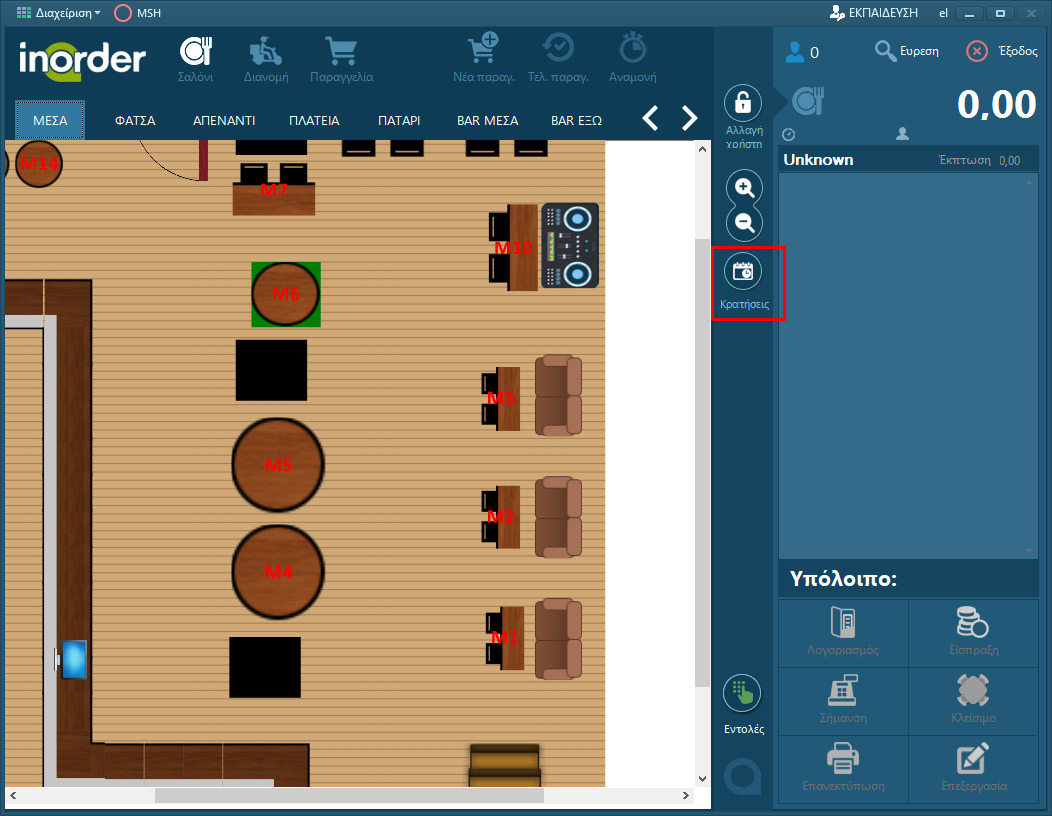 Διαχείριση
MSH
ΕΚΠΑΙΔΕΥΣΗ
el
inorder
Σαλόνι
Διανομή
Παραγγελία
Νέα παραγ.
Τελ. παραγ.
Αναμονή
ΜΕΣΑ
ΦΑΤΣΑ
ΑΠΕΝΑΝΤΙ
ΠΛΑΤΕΙΑ
ΠΑΤΑΡΙ
BAR ΜΕΣΑ
BAR ΕΞΩ
M14
M7
M10
M6
M3
M5
M2
M4
M1
Αλλαγή
χρήστη
Κρατήσεις
Εντολές
0
Ευρεση
Έξοδος
0,00
Unknown
Έκπτωση 0,00
Υπόλοιπο:
Λογαριασμός
Είσπραξη
Σήμανση
Κλείσιμο
Επανεκτύπωση
Επεξεργασία